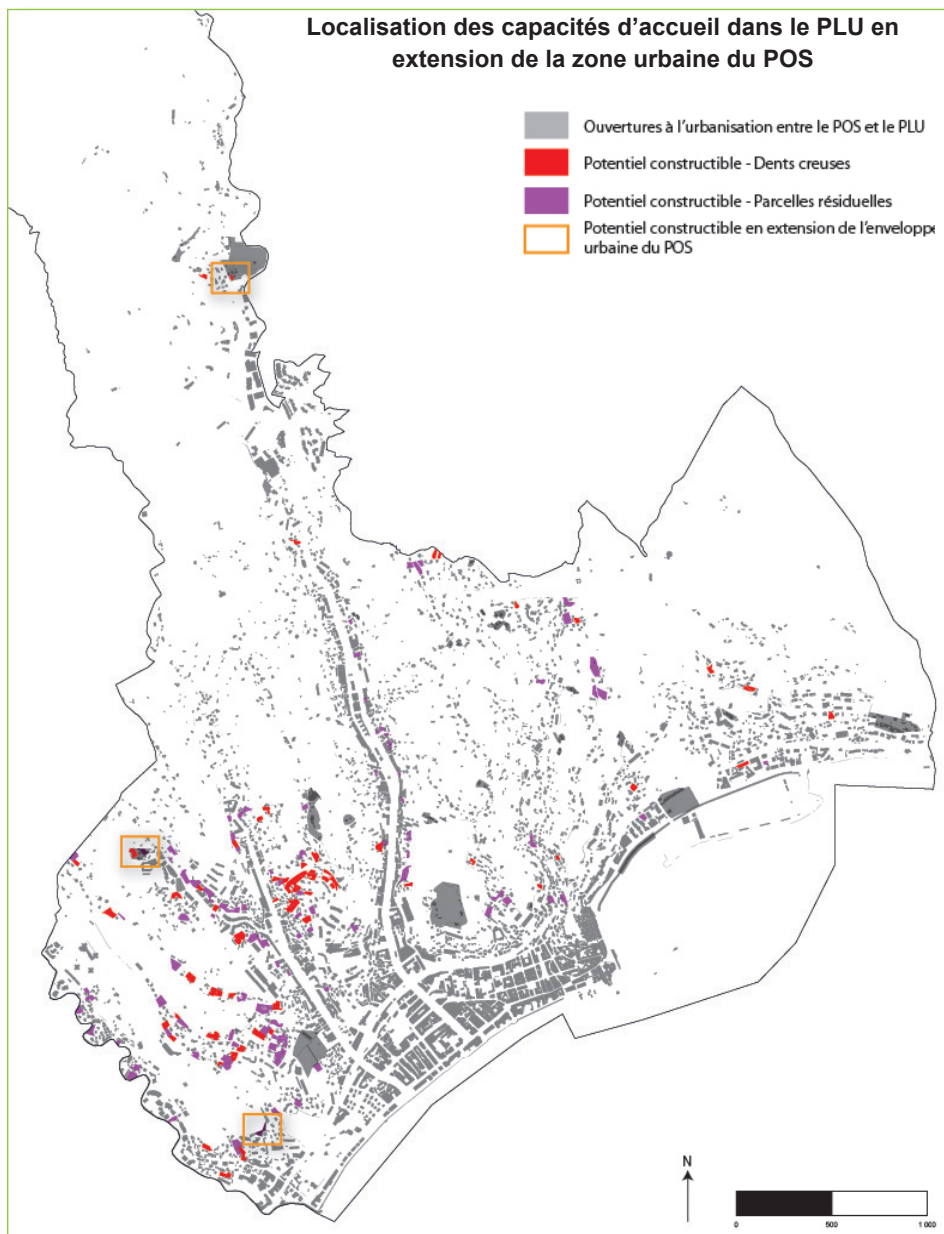 Localisation des capacités d'accueil dans le PLU en
extension de la zone urbaine du POS
Ouvertures à l'urbanisation entre le POS et le PLU
Potentiel constructible - Dents creuses
Potentiel constructible - Parcelles résiduelles
Potentiel constructible en extension de l'enveloppe
urbaine du POS
N
0 500 1 000